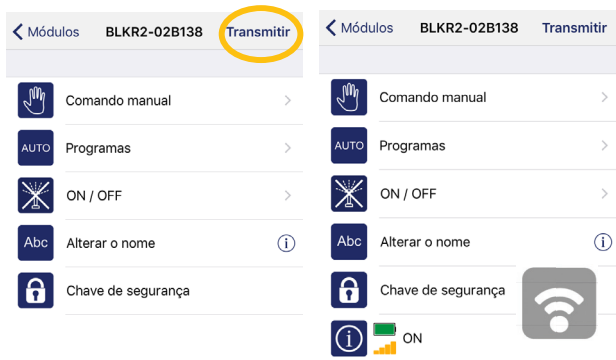 Módulos BLKR2-02B138 Transmitir
Comando manual
AUTO Programas
ON / OFF
Abc Alterar o nome
Chave de segurança
Módulos BLKR2-02B138 Transmitir
Comando manual
AUTO Programas
ON / OFF
Abc Alterar o nome
Chave de segurança
ON